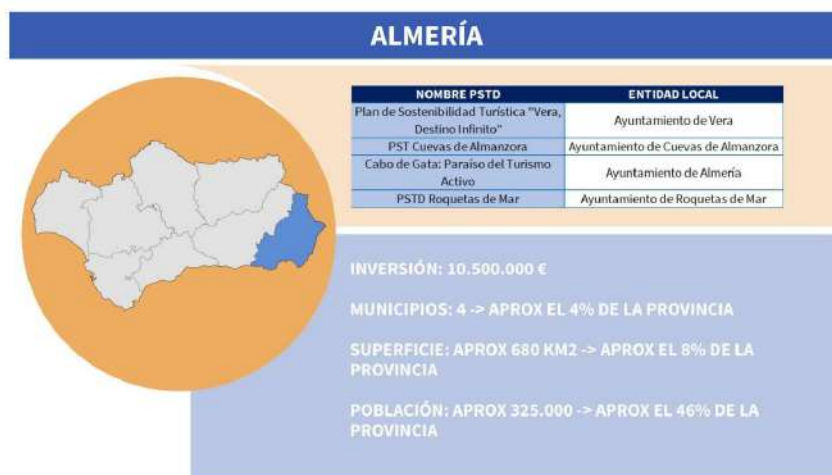 ALMERÍA
NOMBRE PSTD ENTIDAD LOCAL
Plan de Sostenibilidad Turística "Vera,
Destino Infinito" Ayuntamiento de Vera
PST Cuevas de Almanzora Ayuntamiento de Cuevas de Almanzora
Cabo de Gata: Paraíso del Turismo
Activo Ayuntamiento de Almería
PSTD Roquetas de Mar Ayuntamiento de Roquetas de Mar
INVERSIÓN: 10.500.000 €
MUNICIPIOS: 4 -> APROX EL 4% DE LA PROVINCIA
SUPERFICIE: APROX 680 KM2 -> APROX EL 8% DE LA
PROVINCIA
POBLACIÓN: APROX 325.000 -> APROX EL 46% DE LA
PROVINCIA